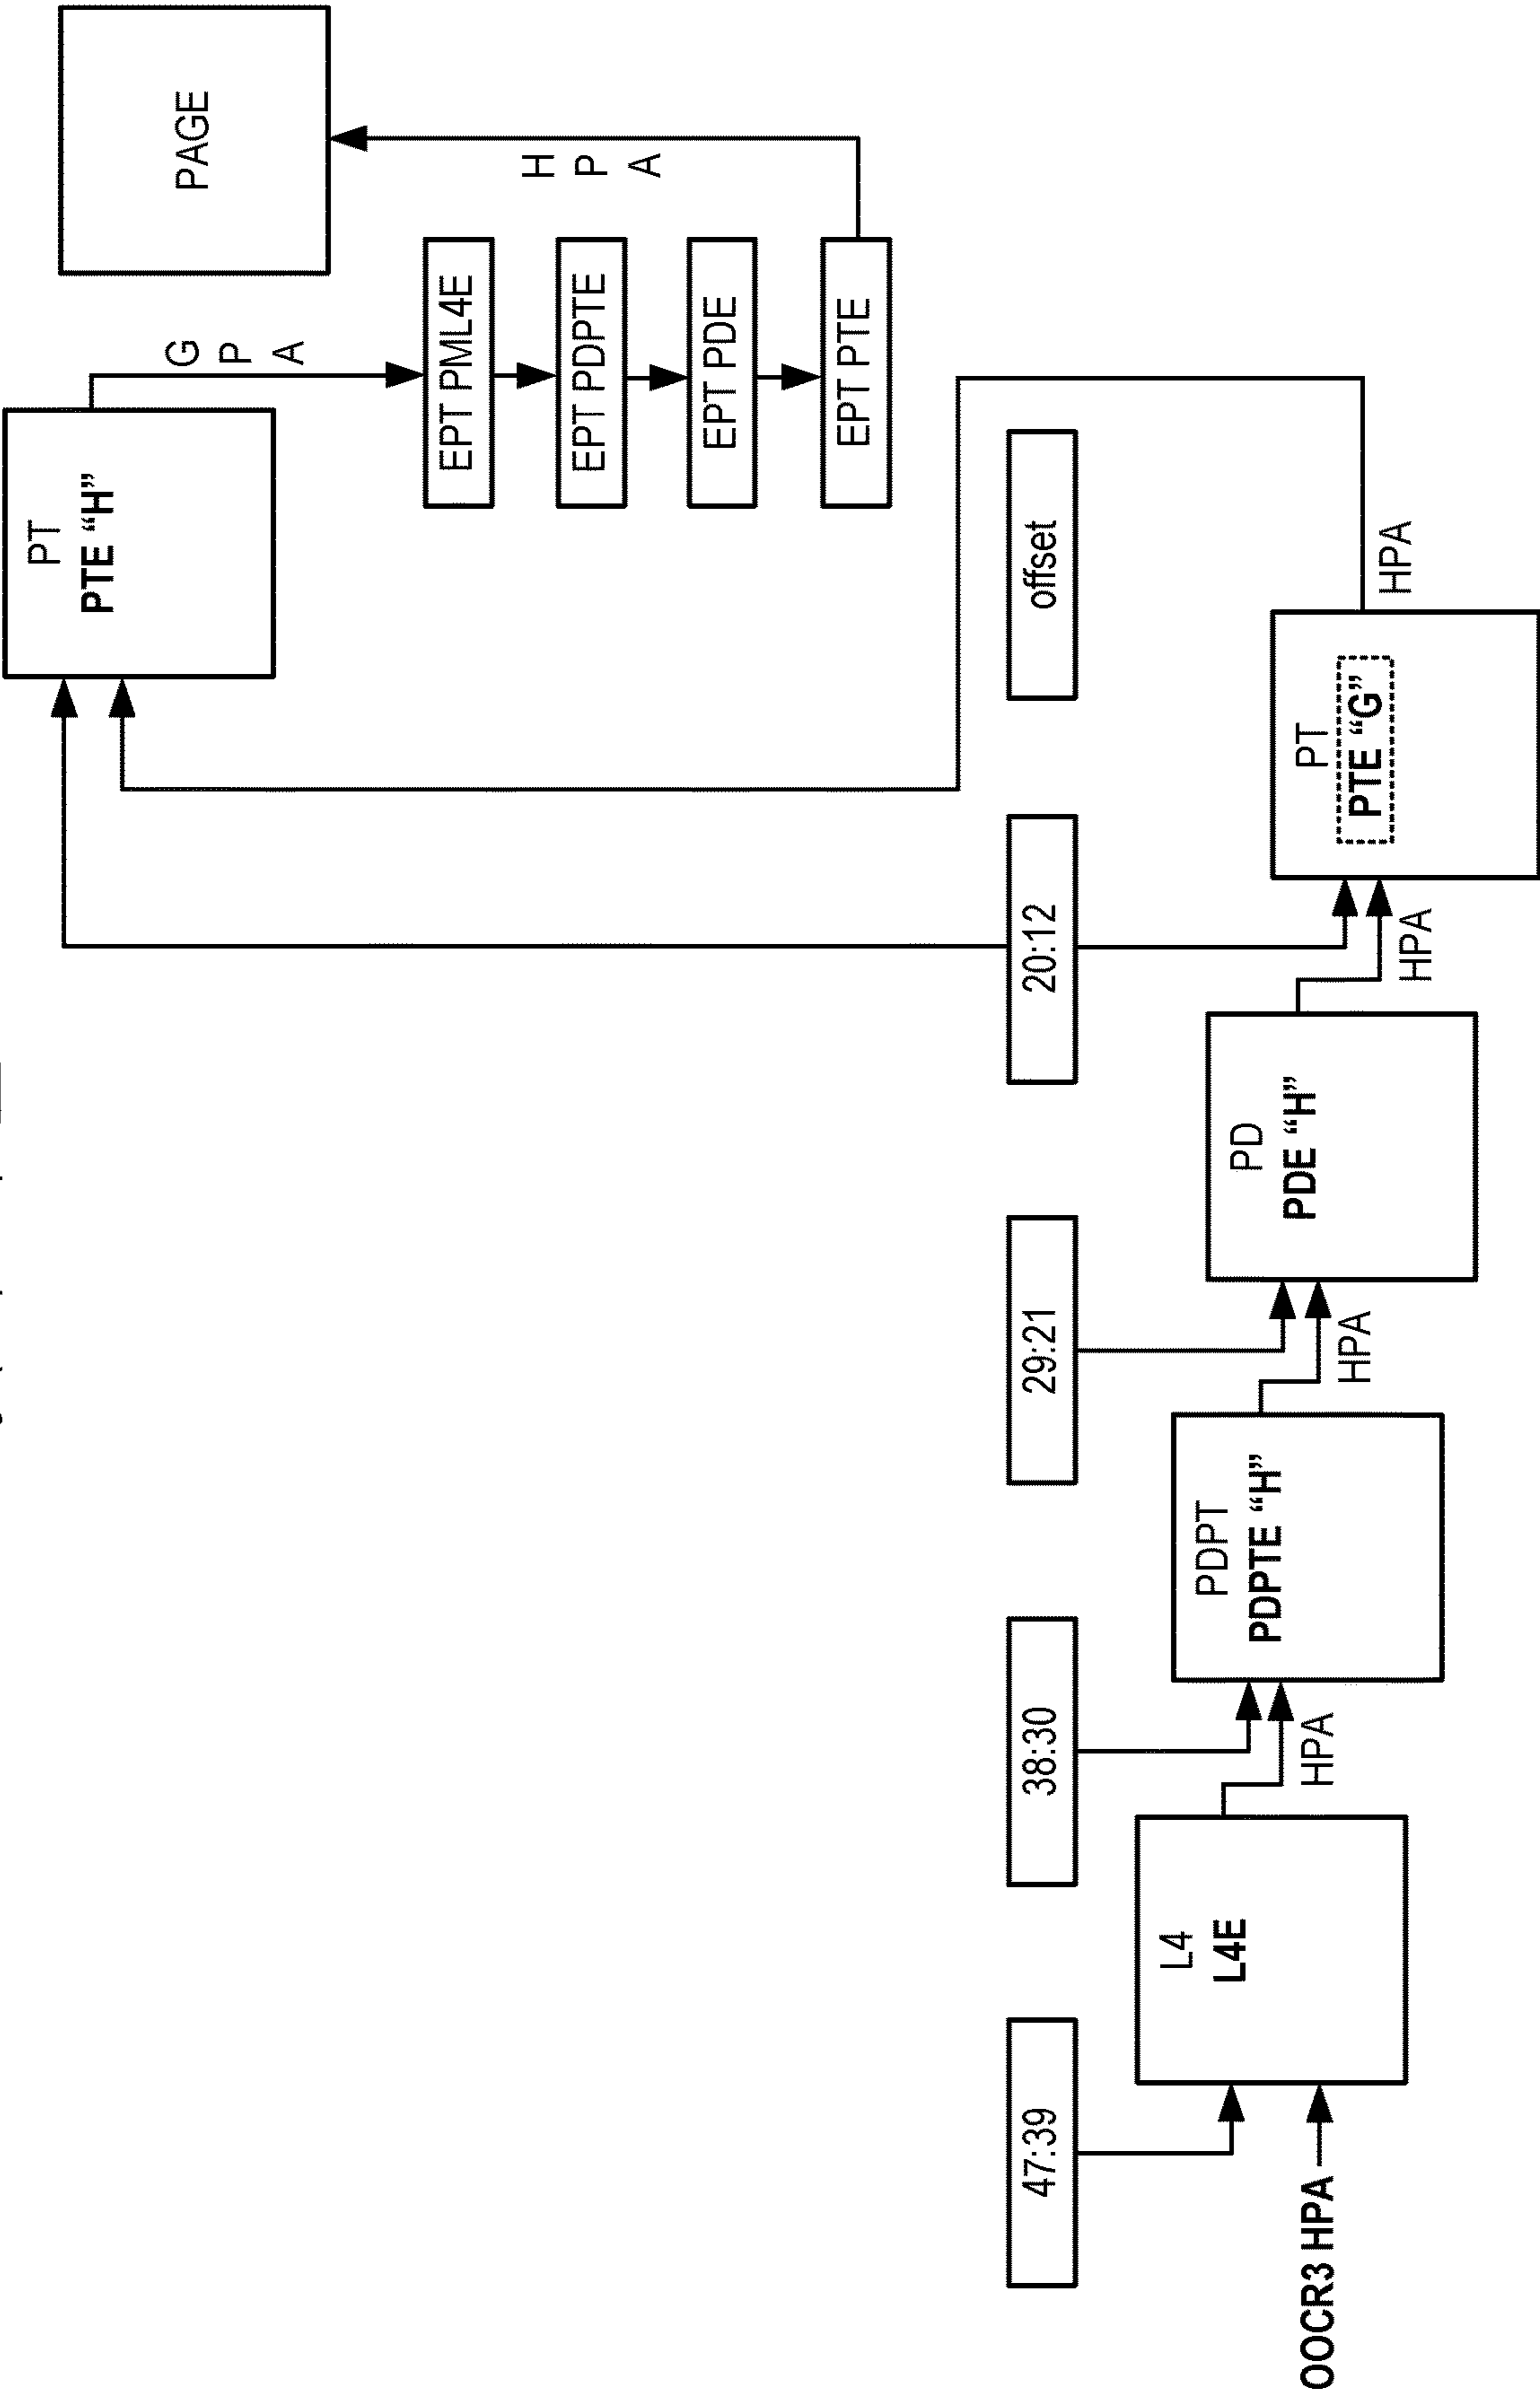 PT
PTE “H”
PAGE
G
P
A
EPT PML4E
EPT PDPTE
EPT PDE
EPT PTE
H
P
A
47:39
38:30
29:21
20:12
offset
OOCR3 HPA
L4
L4E
HPA
PDPT
PDPTE “H”
HPA
PD
PDE “H”
HPA
PT
PTE “G”
HPA